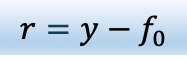 r = y − f₀